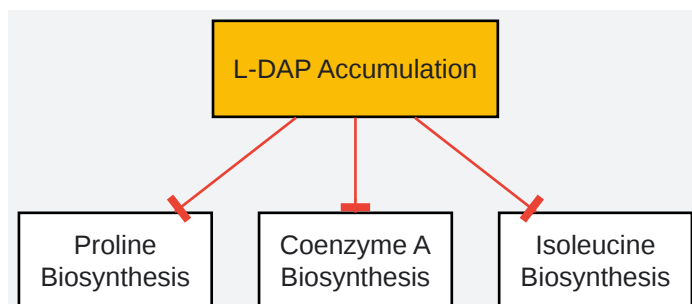 L-DAP Accumulation
Proline
Biosynthesis
Coenzyme A
Biosynthesis
Isoleucine
Biosynthesis